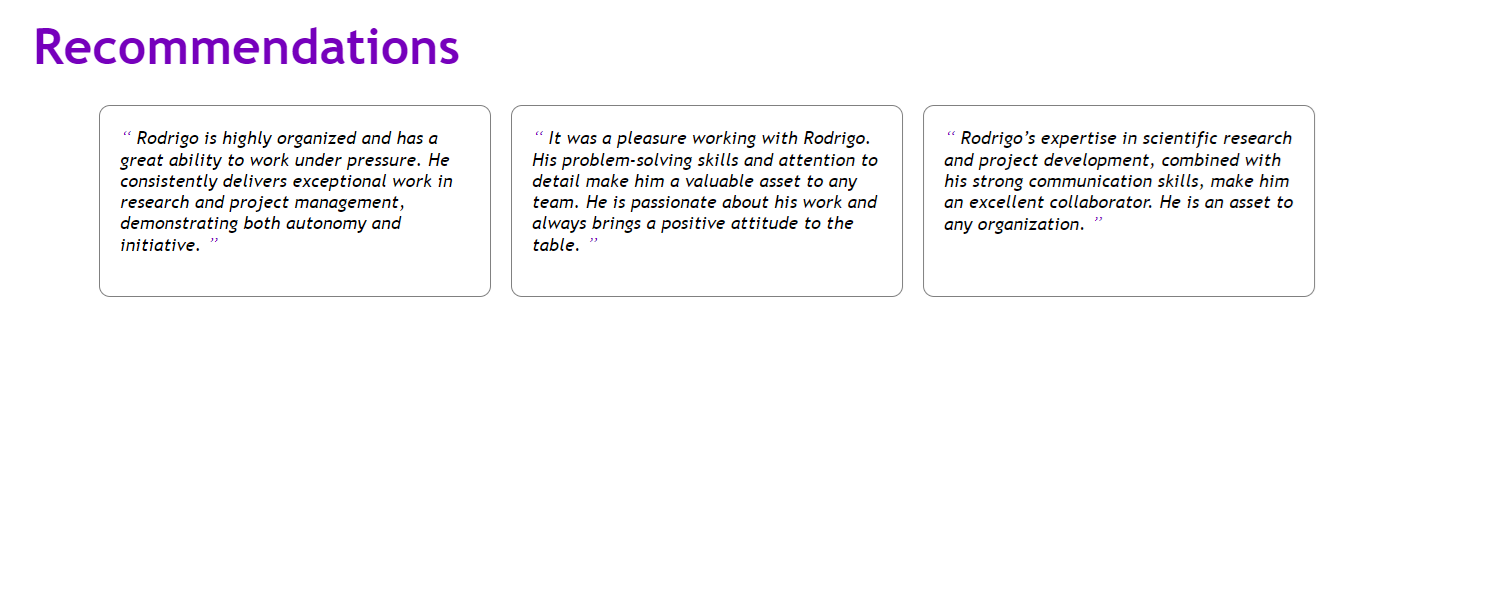 Recommendations
“ Rodrigo is highly organized and has a
great ability to work under pressure. He
consistently delivers exceptional work in
research and project management,
demonstrating both autonomy and
initiative. ”
“ It was a pleasure working with Rodrigo.
His problem-solving skills and attention to
detail make him a valuable asset to any
team. He is passionate about his work and
always brings a positive attitude to the
table. ”
“ Rodrigo’s expertise in scientific research
and project development, combined with
his strong communication skills, make him
an excellent collaborator. He is an asset to
any organization. ”